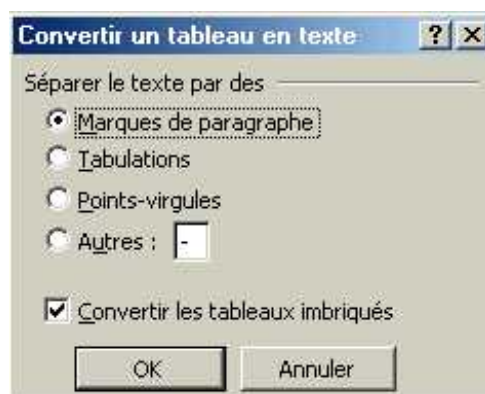 Convertir un tableau en texte
Séparer le texte par des
Marques de paragraphe
Tabulations
Points-virgules
Autres : -
Convertir les tableaux imbriqués
OK Annuler